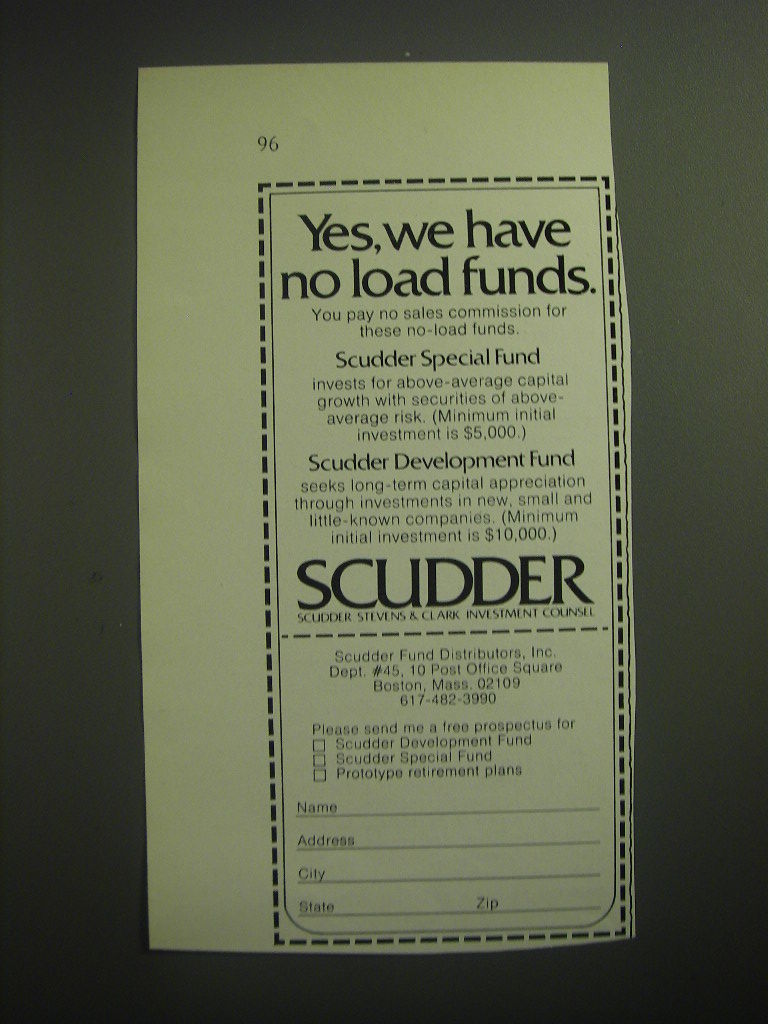 96
Yes, we have
no load funds.
You pay no sales commission for
these no-load funds.
Scudder Special Fund
invests for above-average capital
growth with securities of above-
average risk. (Minimum initial
investment is $5,000.)
Scudder Development Fund
seeks long-term capital appreciation
through investments in new, small and
little-known companies. (Minimum
initial investment is $10,000.)
SCUDDER
SCUDDER STEVENS & CLARK INVESTMENT COUNSEL
Scudder Fund Distributors, Inc.
Dept. #45, 10 Post Office Square
Boston, Mass. 02109
617-482-3990
Please send me a free prospectus for
Scudder Development Fund
Scudder Special Fund
Prototype retirement plans
Name
Address
City
State Zip